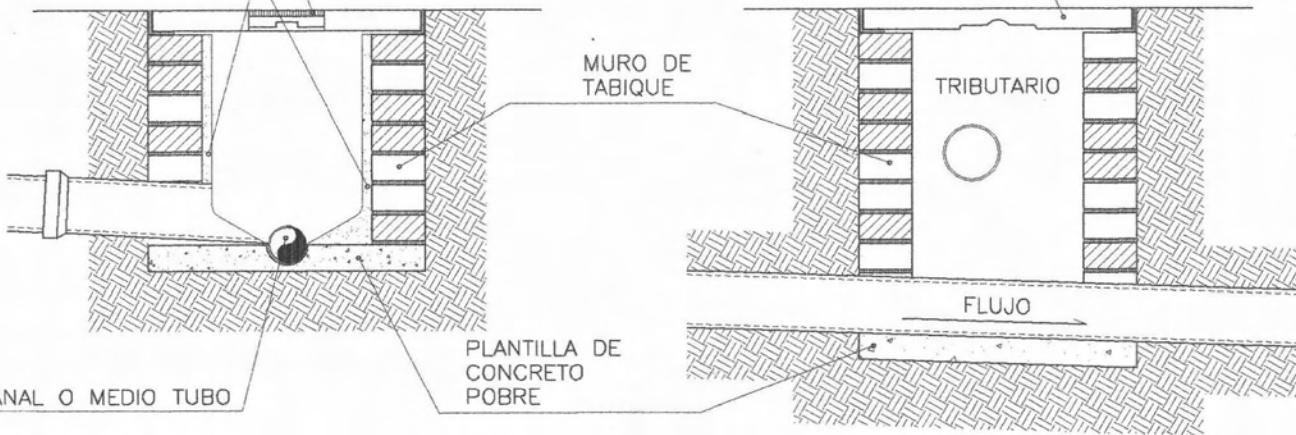 MURO DE
TABIQUE
TRIBUTARIO
FLUJO
PLANTILLA DE
CONCRETO
POBRE
ANAL O MEDIO TUBO